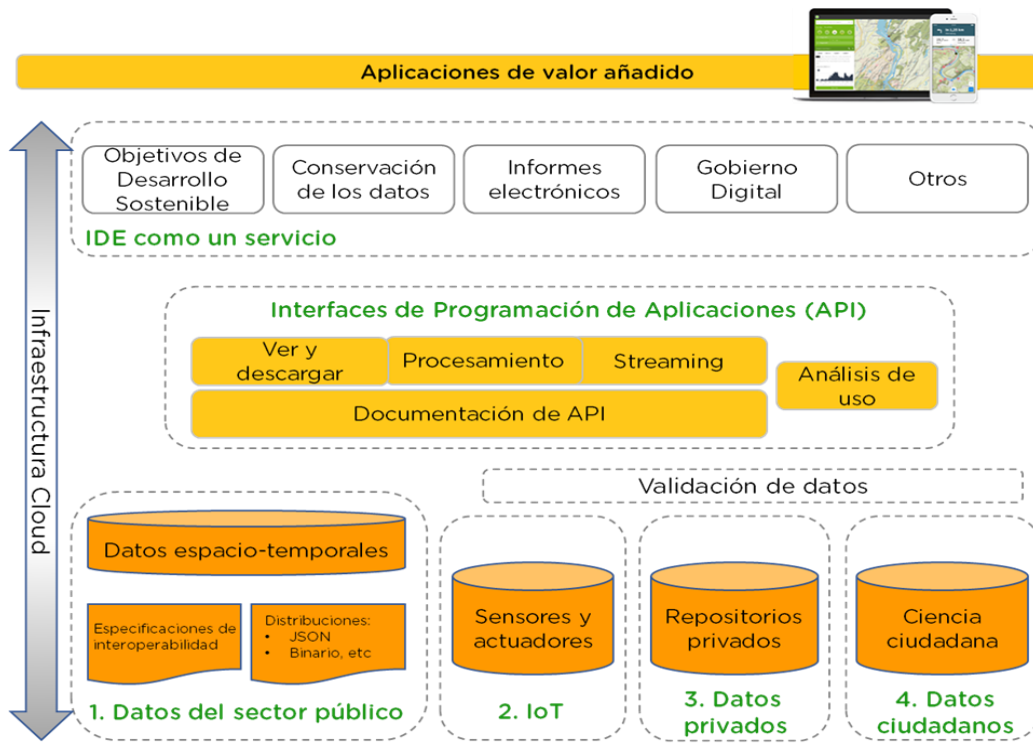 Aplicaciones de valor añadido
Objetivos de
Desarrollo
Sostenible
Conservación
de los datos
Informes
electrónicos
Gobierno
Digital
Otros
IDE como un servicio
Infraestructura Cloud
Interfaces de Programación de Aplicaciones (API)
Ver y
descargar
Procesamiento
Streaming
Análisis de
uso
Documentación de API
Validación de datos
Datos espacio-temporales
Especificaciones de
interoperabilidad
Distribuciones:
• JSON
• Binario, etc
1. Datos del sector público
Sensores y
actuadores
2. IoT
Repositorios
privados
3. Datos
privados
Ciencia
ciudadana
4. Datos
ciudadanos